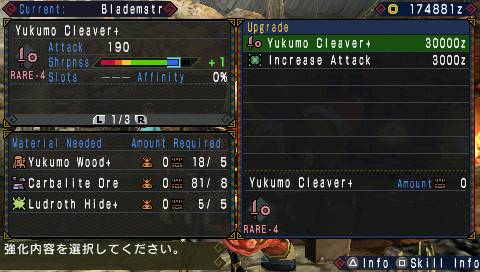 Current: Blademstr
174881z
Yukumo Cleaver+
Attack 190
Shrpnss +1
RARE-4 Slots --- Affinity 0%
L 1/3 R
Upgrade
Yukumo Cleaver+ 30000z
Increase Attack 3000z
Material Needed Amount Required
Yukumo Wood+ 0 18/ 5
Carbalite Ore 0 81/ 8
Ludroth Hide+ 0 5/ 5
Yukumo Cleaver+ Amount 0
RARE-4
強化内容を選択してください。
Info Skill Info